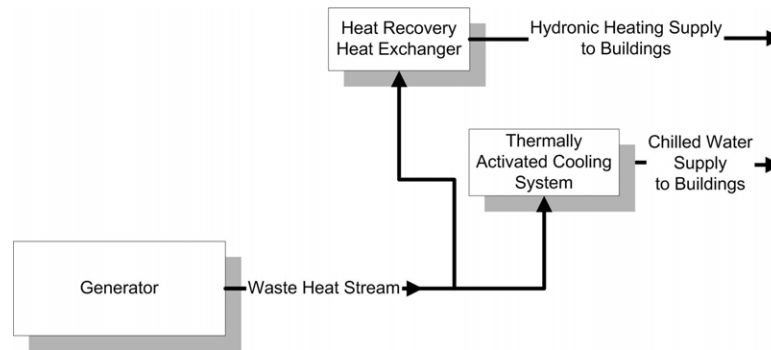 Heat Recovery
Heat Exchanger
Hydronic Heating Supply
to Buildings
Thermally
Activated Cooling
System
Chilled Water
Supply
to Buildings
Generator
Waste Heat Stream